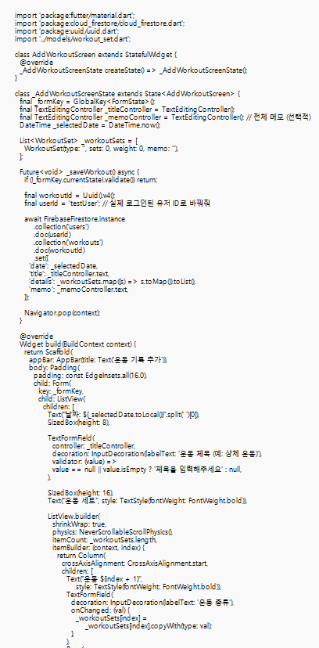 import 'package:flutter/material.dart';
import 'package:cloud_firestore/cloud_firestore.dart';
import 'package:uuid/uuid.dart';
import '../models/workout_set.dart';

class AddWorkoutScreen extends StatefulWidget {
  @override
  _AddWorkoutScreenState createState() => _AddWorkoutScreenState();
}

class _AddWorkoutScreenState extends State<AddWorkoutScreen> {
  final _formKey = GlobalKey<FormState>();
  final TextEditingController _titleController = TextEditingController();
  final TextEditingController _memoController = TextEditingController(); // 전체 메모 (선택적)
  DateTime _selectedDate = DateTime.now();

  List<WorkoutSet> _workoutSets = [
    WorkoutSet(type: '', sets: 0, weight: 0, memo: ''),
  ];

  Future<void> _saveWorkout() async {
    if (!_formKey.currentState!.validate()) return;

    final workoutId = Uuid().v4();
    final userId = 'testUser'; // 실제 로그인된 유저 ID로 바꿔줘

    await FirebaseFirestore.instance
        .collection('users')
        .doc(userId)
        .collection('workouts')
        .doc(workoutId)
        .set({
      'date': _selectedDate,
      'title': _titleController.text,
      'details': _workoutSets.map((s) => s.toMap()).toList(),
      'memo': _memoController.text,
    });

    Navigator.pop(context);
  }

  @override
  Widget build(BuildContext context) {
    return Scaffold(
      appBar: AppBar(title: Text('운동 기록 추가')),
      body: Padding(
        padding: const EdgeInsets.all(16.0),
        child: Form(
          key: _formKey,
          child: ListView(
            children: [
              Text('날짜: ${_selectedDate.toLocal()}'.split(' ')[0]),
              SizedBox(height: 8),

              TextFormField(
                controller: _titleController,
                decoration: InputDecoration(labelText: '운동 제목 (예: 상체 운동)'),
                validator: (value) =>
                value == null || value.isEmpty ? '제목을 입력해주세요' : null,
              ),

              SizedBox(height: 16),
              Text('운동 세트', style: TextStyle(fontWeight: FontWeight.bold)),

              ListView.builder(
                shrinkWrap: true,
                physics: NeverScrollableScrollPhysics(),
                itemCount: _workoutSets.length,
                itemBuilder: (context, index) {
                  return Column(
                    crossAxisAlignment: CrossAxisAlignment.start,
                    children: [
                      Text('운동 ${index + 1}',
                          style: TextStyle(fontWeight: FontWeight.bold)),
                      TextFormField(
                        decoration: InputDecoration(labelText: '운동 종류'),
                        onChanged: (val) {
                          _workoutSets[index] =
                              _workoutSets[index].copyWith(type: val);
                        }
                      ),